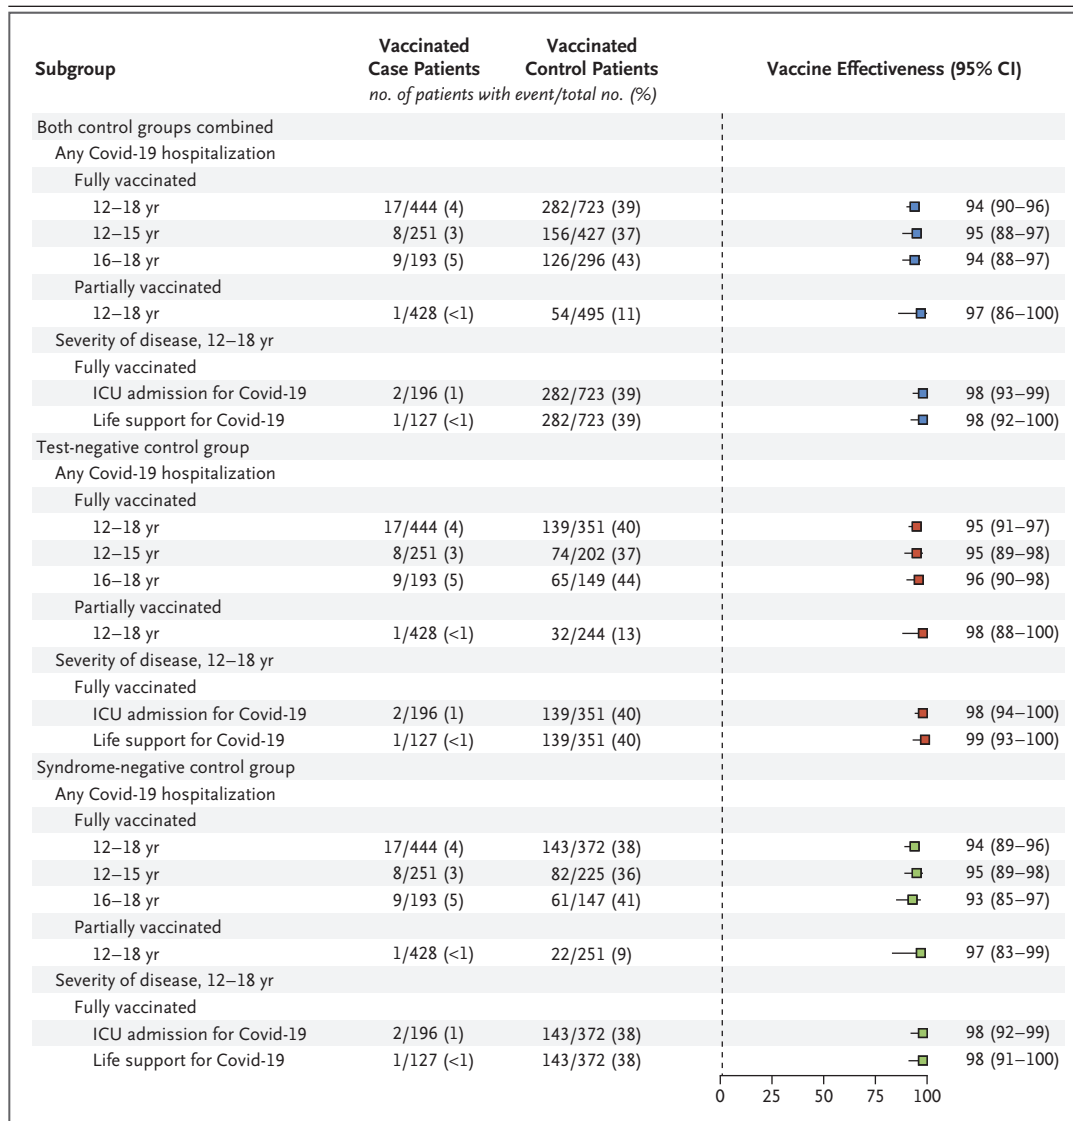 Subgroup Vaccinated Case Patients Vaccinated Control Patients Vaccine Effectiveness (95% CI)
no. of patients with event/total no. (%)
Both control groups combined
Any Covid-19 hospitalization
Fully vaccinated
12–18 yr 17/444 (4) 282/723 (39) 94 (90–96)
12–15 yr 8/251 (3) 156/427 (37) 95 (88–97)
16–18 yr 9/193 (5) 126/296 (43) 94 (88–97)
Partially vaccinated
12–18 yr 1/428 (<1) 54/495 (11) 97 (86–100)
Severity of disease, 12–18 yr
Fully vaccinated
ICU admission for Covid-19 2/196 (1) 282/723 (39) 98 (93–99)
Life support for Covid-19 1/127 (<1) 282/723 (39) 98 (92–100)
Test-negative control group
Any Covid-19 hospitalization
Fully vaccinated
12–18 yr 17/444 (4) 139/351 (40) 95 (91–97)
12–15 yr 8/251 (3) 74/202 (37) 95 (89–98)
16–18 yr 9/193 (5) 65/149 (44) 96 (90–98)
Partially vaccinated
12–18 yr 1/428 (<1) 32/244 (13) 98 (88–100)
Severity of disease, 12–18 yr
Fully vaccinated
ICU admission for Covid-19 2/196 (1) 139/351 (40) 98 (94–100)
Life support for Covid-19 1/127 (<1) 139/351 (40) 99 (93–100)
Syndrome-negative control group
Any Covid-19 hospitalization
Fully vaccinated
12–18 yr 17/444 (4) 143/372 (38) 94 (89–96)
12–15 yr 8/251 (3) 82/225 (36) 95 (89–98)
16–18 yr 9/193 (5) 61/147 (41) 93 (85–97)
Partially vaccinated
12–18 yr 1/428 (<1) 22/251 (9) 97 (83–99)
Severity of disease, 12–18 yr
Fully vaccinated
ICU admission for Covid-19 2/196 (1) 143/372 (38) 98 (92–99)
Life support for Covid-19 1/127 (<1) 143/372 (38) 98 (91–100)
0 25 50 75 100